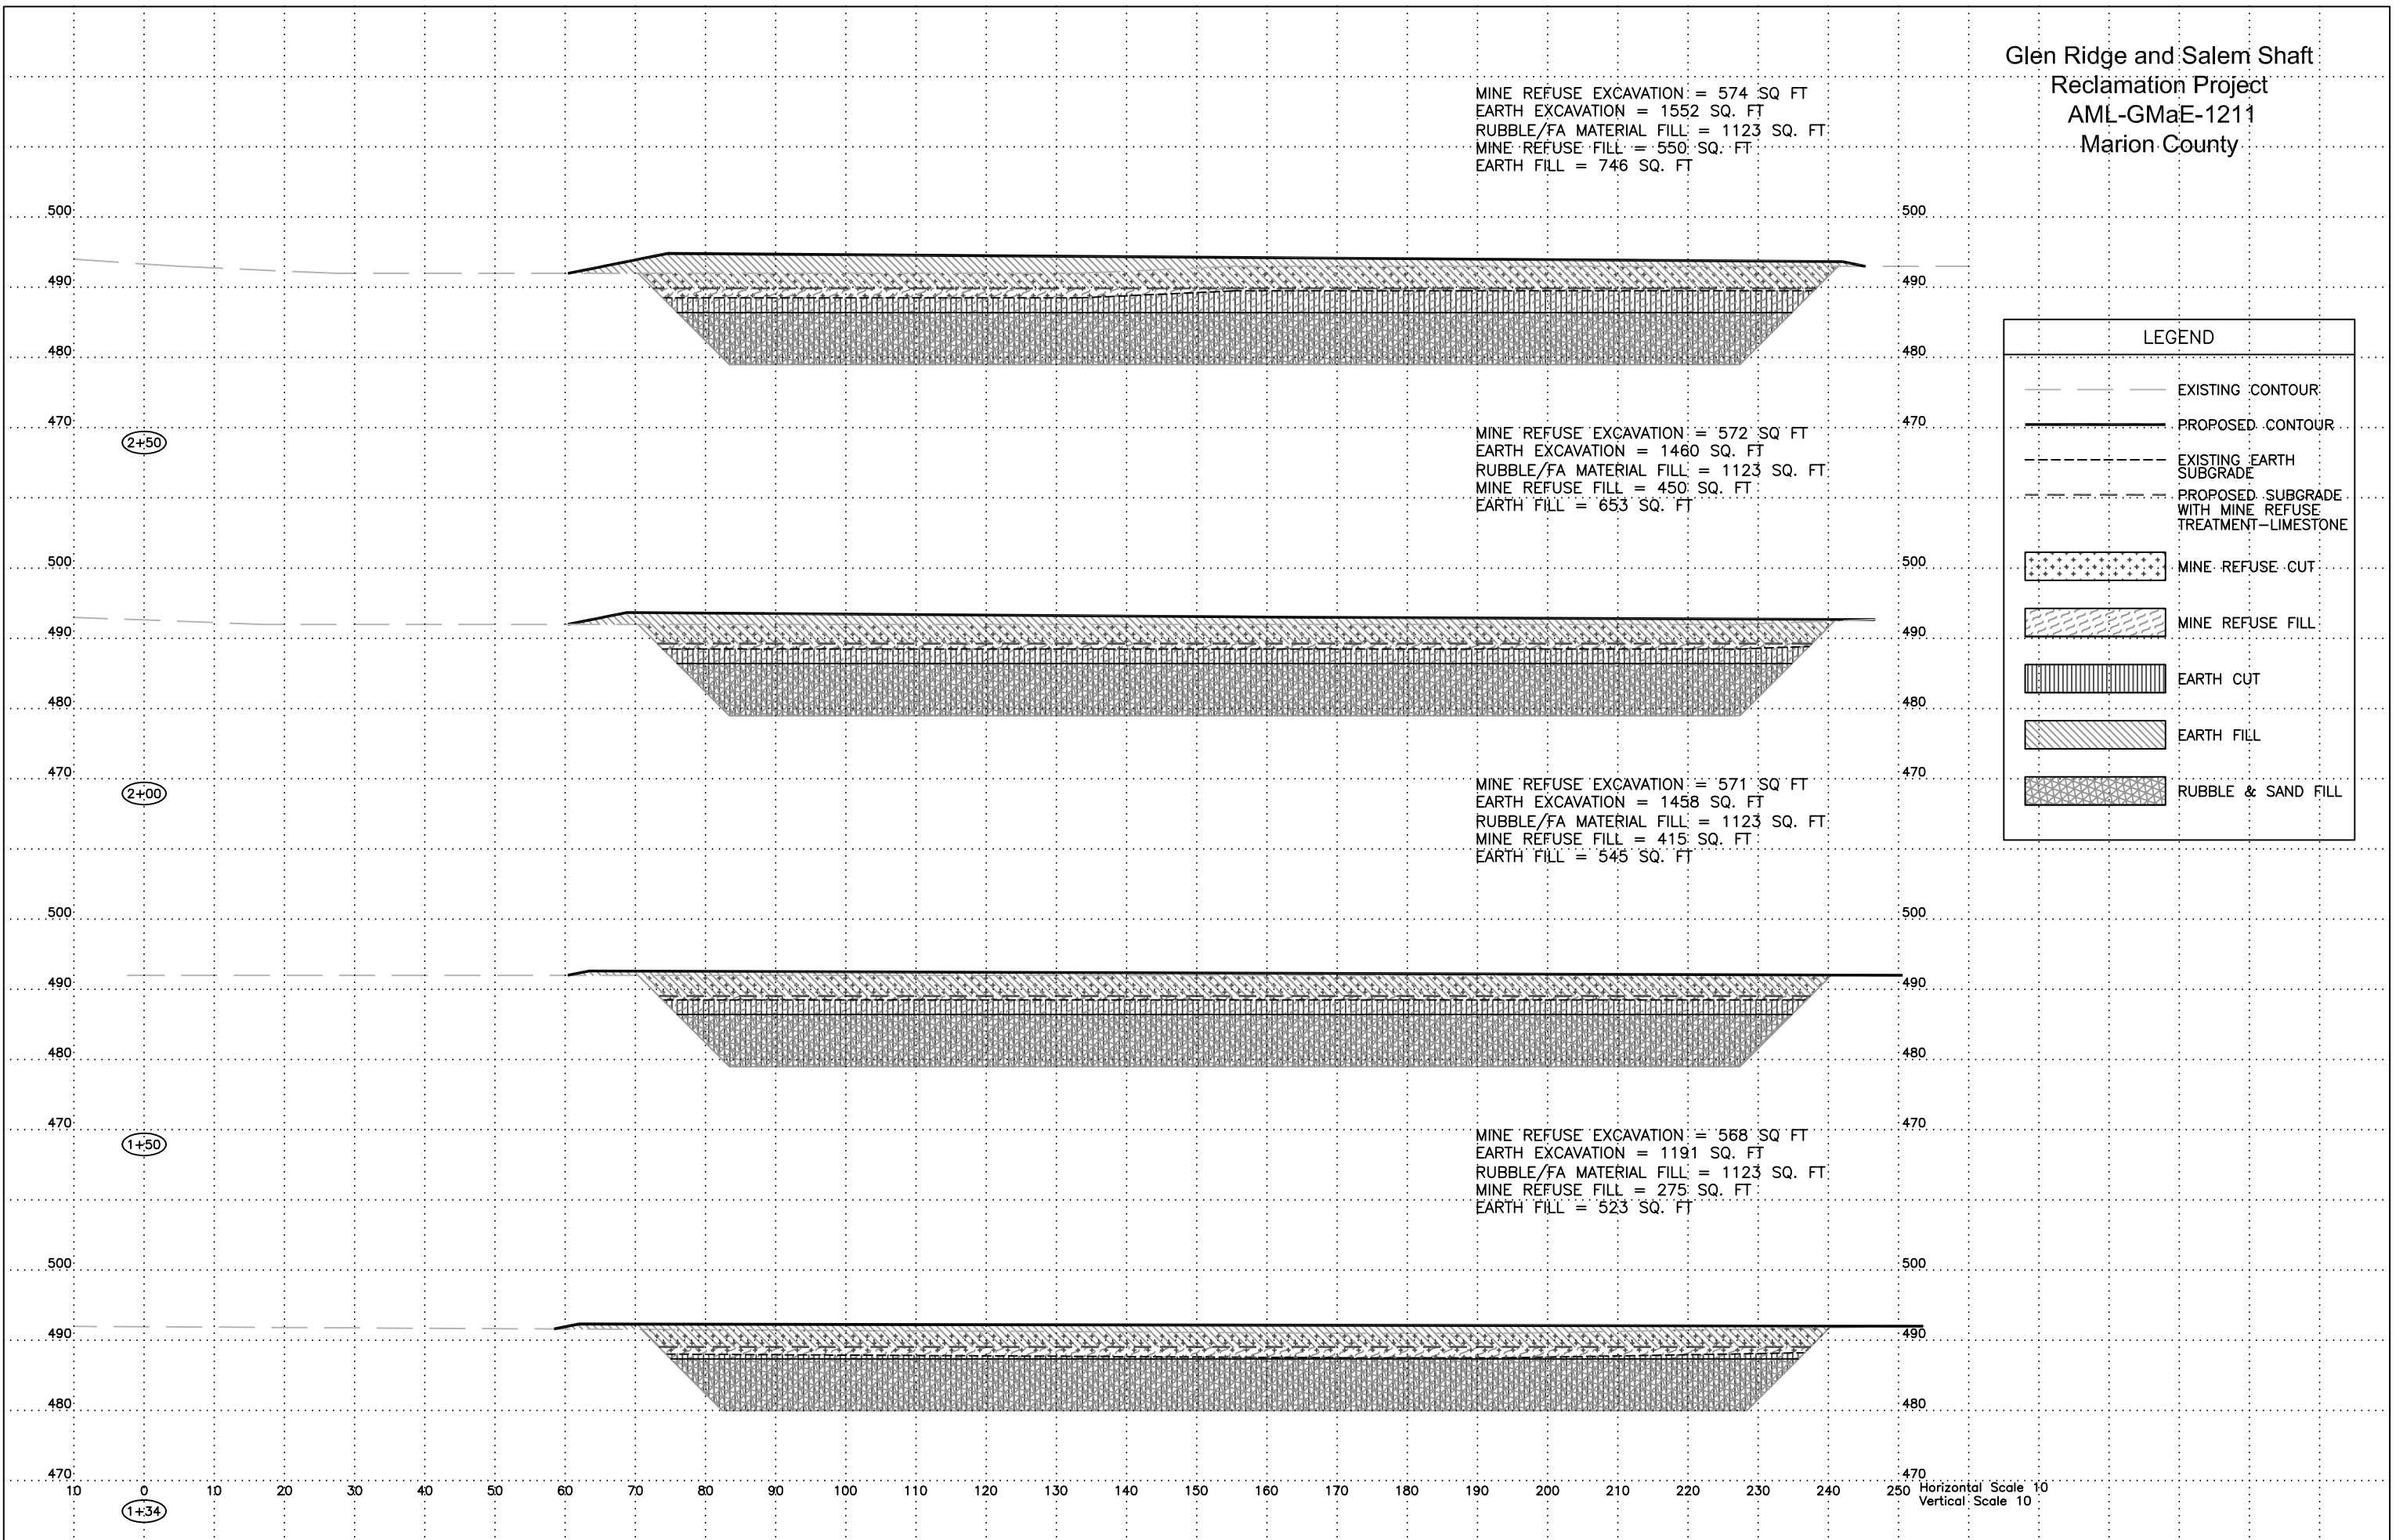 Glen Ridge and Salem Shaft
Reclamation Project
AML-GMaE-1211
Marion County
MINE REFUSE EXCAVATION = 574 SQ FT
EARTH EXCAVATION = 1552 SQ. FT
RUBBLE/FA MATERIAL FILL = 1123 SQ. FT
MINE REFUSE FILL = 550 SQ. FT
EARTH FILL = 746 SQ. FT
500 500
490 490
480 480
470 470
2+50
MINE REFUSE EXCAVATION = 572 SQ FT
EARTH EXCAVATION = 1460 SQ. FT
RUBBLE/FA MATERIAL FILL = 1123 SQ. FT
MINE REFUSE FILL = 450 SQ. FT
EARTH FILL = 653 SQ. FT
500 500
490 490
480 480
470 470
2+00
MINE REFUSE EXCAVATION = 571 SQ FT
EARTH EXCAVATION = 1458 SQ. FT
RUBBLE/FA MATERIAL FILL = 1123 SQ. FT
MINE REFUSE FILL = 415 SQ. FT
EARTH FILL = 545 SQ. FT
500 500
490 490
480 480
470 470
1+50
MINE REFUSE EXCAVATION = 568 SQ FT
EARTH EXCAVATION = 1191 SQ. FT
RUBBLE/FA MATERIAL FILL = 1123 SQ. FT
MINE REFUSE FILL = 275 SQ. FT
EARTH FILL = 523 SQ. FT
500 500
490 490
480 480
470 470
10 0 10 20 30 40 50 60 70 80 90 100 110 120 130 140 150 160 170 180 190 200 210 220 230 240 250
Horizontal Scale 10
Vertical Scale 10
1+34
LEGEND
EXISTING CONTOUR
PROPOSED CONTOUR
EXISTING EARTH
SUBGRADE
PROPOSED SUBGRADE
WITH MINE REFUSE
TREATMENT-LIMESTONE
MINE REFUSE CUT
MINE REFUSE FILL
EARTH CUT
EARTH FILL
RUBBLE & SAND FILL